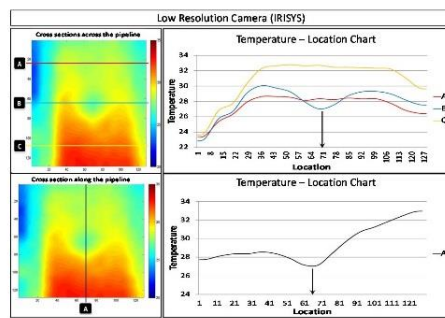 Low Resolution Camera (IRISYS)
Cross sections across the pipeline
A
B
C
Temperature – Location Chart
Temperature
34
32
30
28
26
24
22
1 8 15 22 29 36 43 50 57 64 71 78 85 92 99 106 113 120 127
Location
A
B
C
Cross section along the pipeline
A
Temperature – Location Chart
Temperature
36
32
28
24
1 11 21 31 41 51 61 71 81 91 101 111 121
Location
A